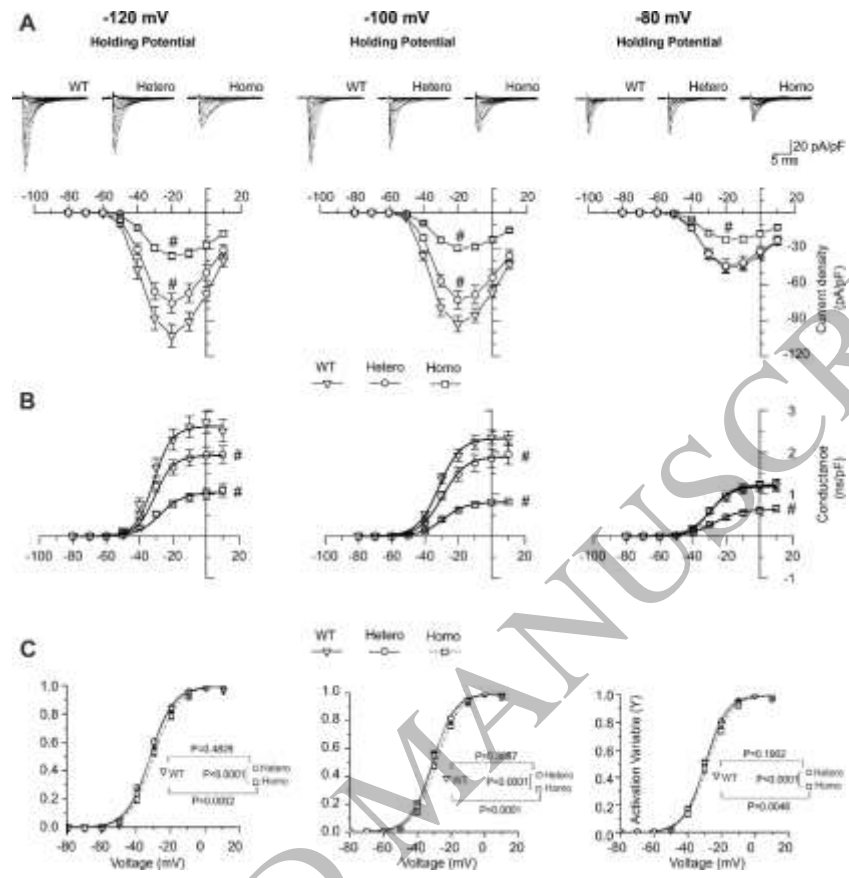 A
-120 mV
-100 mV
-80 mV
Holding Potential
Holding Potential
Holding Potential
WT Hetero Homo
WT Hetero Homo
WT Hetero Homo
20 pA/pF
5 ms
-100 -80 -60 -40 -20 0 20
-100 -80 -60 -40 -20 0 20
-100 -80 -60 -40 -20 0 20
#
#
#
#
#
-30
-60
-90
-120
Current density
(pA/pF)
WT Hetero Homo
B
3
2
1
-1
Conductance
(ns/pF)
#
#
#
#
#
-100 -80 -60 -40 -20 20
-100 -80 -60 -40 -20 20
-100 -80 -60 -40 -20 20
WT Hetero Homo
C
1.0
0.8
0.6
0.4
0.2
0.0
P=0.4828
WT
P<0.0001
Hetero
Homo
-80 -60 -40 -20 0 20
Voltage (mV)
1.0
0.8
0.6
0.4
0.2
0.0
WT
P<0.0001
Hetero
Homo
P=0.0001
-80 -60 -40 -20 0 20
Voltage (mV)
Activation Variable (Y)
1.0
0.8
0.6
0.4
0.2
0.0
P=0.1902
WT
P<0.0001
Hetero
Homo
P=0.0048
-80 -60 -40 -20 0 20
Voltage (mV)